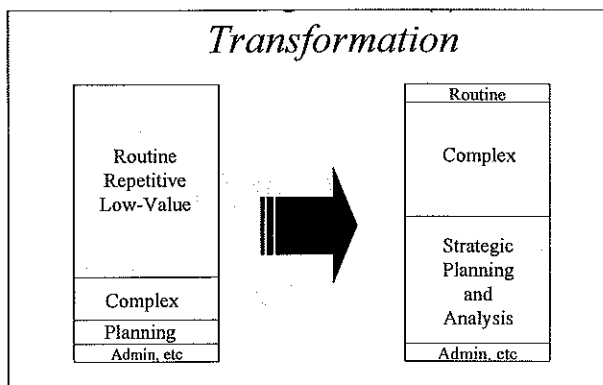 Transformation
Routine
Repetitive
Low-Value
Complex
Planning
Admin, etc
Routine
Complex
Strategic
Planning
and
Analysis
Admin, etc